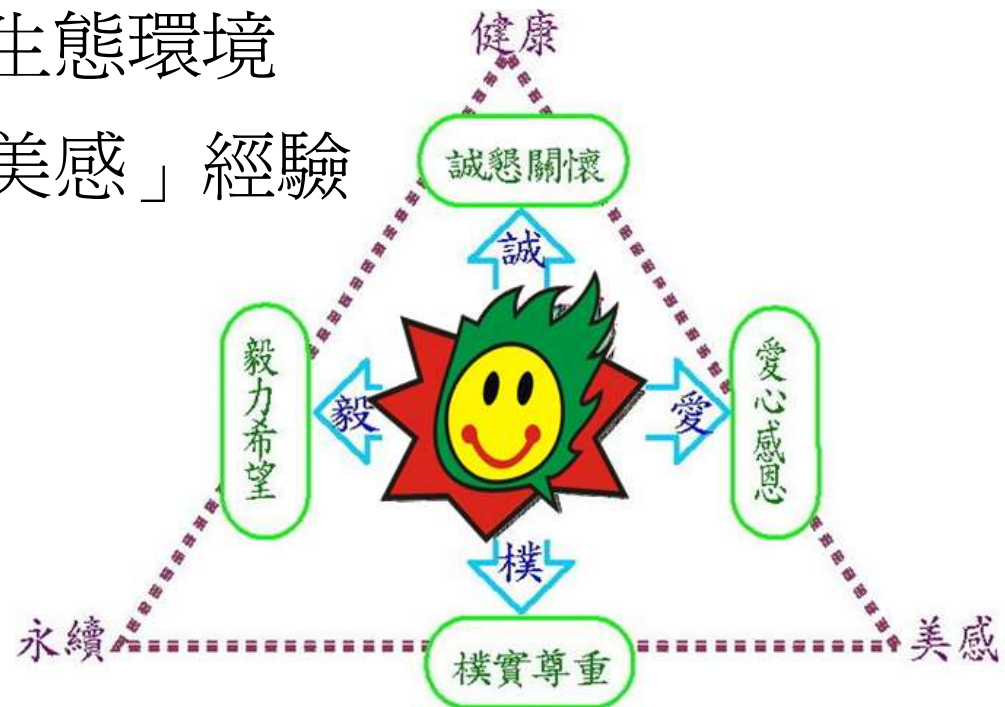 生態環境
美感」經驗
健康
誠懇關懷
誠
毅力希望
毅
愛
愛心感恩
樸
永續
樸實尊重
美感